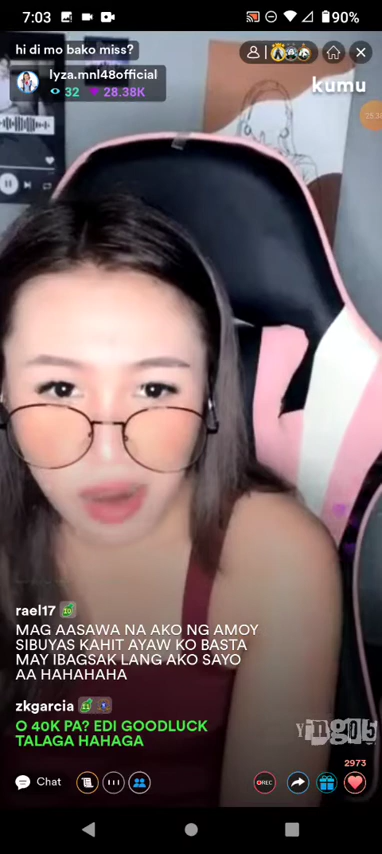 7:03
90%
hi di mo bako miss?
lyza.mnl48official
32 28.38K
kumu
rael17
MAG AASAWA NA AKO NG AMOY
SIBUYAS KAHIT AYAW KO BASTA
MAY IBAGSAK LANG AKO SAYO
AA HAHAHAHA
zkgarcia
O 40K PA? EDI GOODLUCK
TALAGA HAHAGA
Yingo5
2973
Chat
REC